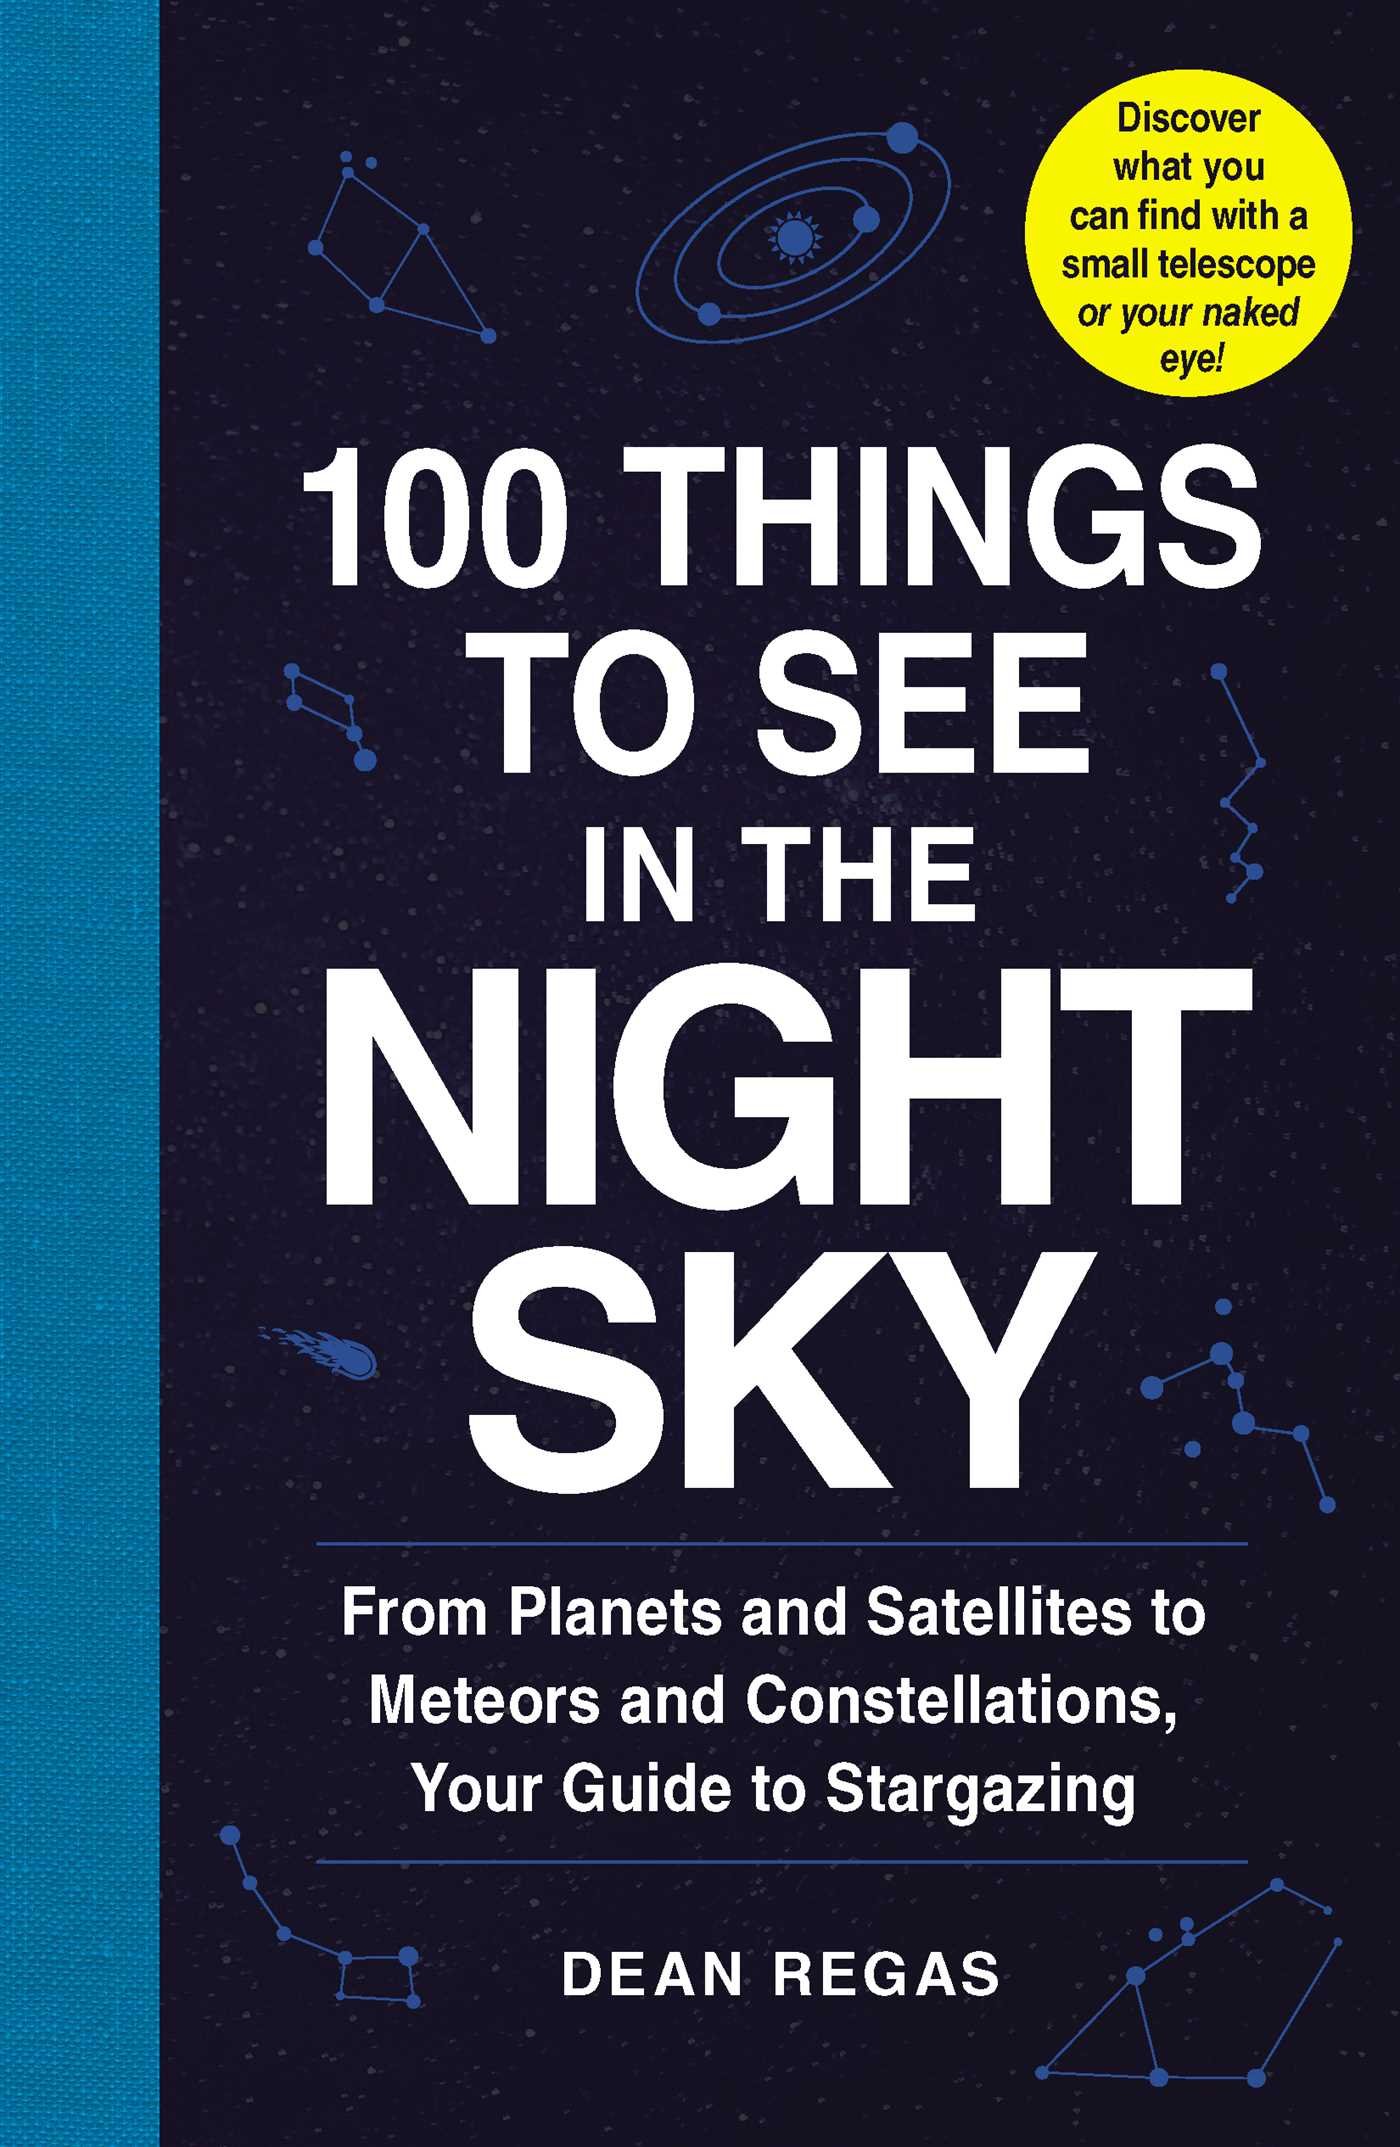 Discover
what you
can find with a
small telescope
or your naked
eye!
100 THINGS
TO SEE
IN THE
NIGHT
SKY
From Planets and Satellites to
Meteors and Constellations,
Your Guide to Stargazing
DEAN REGAS